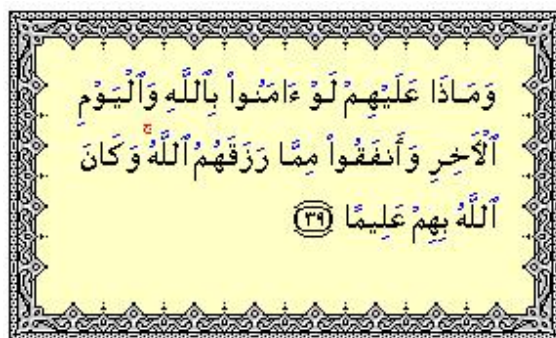 وَمَاذَا عَلَيْهِمْ لَوْ ءَامَنُواْ بِٱللَّهِ وَٱلْيَوْمِ
ٱلْأَخِرِ وَأَنفَقُواْ مِمَّا رَزَقَهُمُ ٱللَّهُ ۚ وَكَانَ
ٱللَّهُ بِهِمْ عَلِيمًا ٣٩